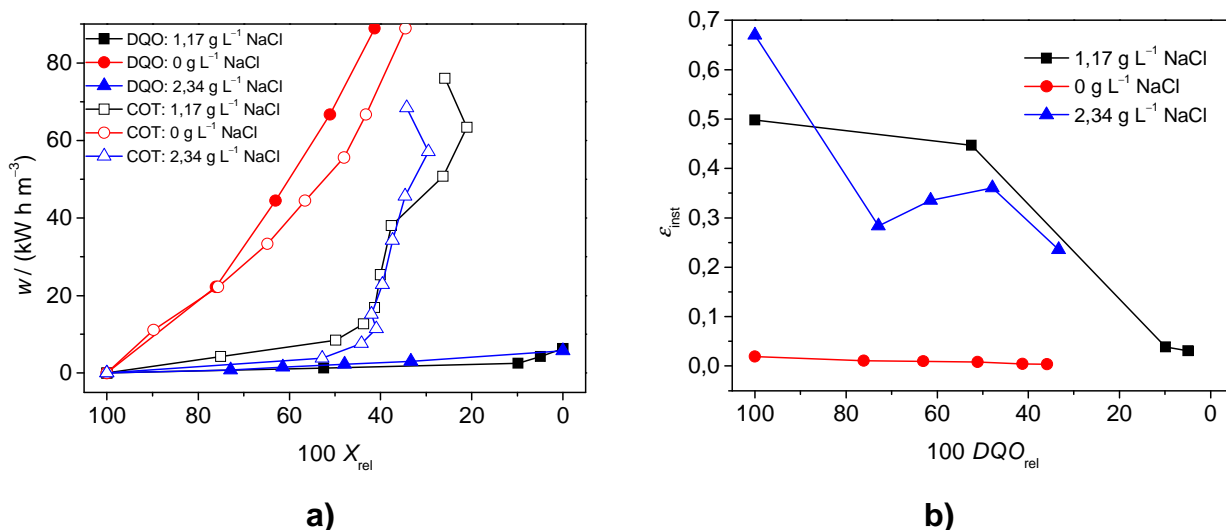 DQO: 1,17 g L⁻¹ NaCl
DQO: 0 g L⁻¹ NaCl
DQO: 2,34 g L⁻¹ NaCl
COT: 1,17 g L⁻¹ NaCl
COT: 0 g L⁻¹ NaCl
COT: 2,34 g L⁻¹ NaCl
w / (kW h m⁻³)
80
60
40
20
0
100 80 60 40 20 0
100 X_rel
a)
1,17 g L⁻¹ NaCl
0 g L⁻¹ NaCl
2,34 g L⁻¹ NaCl
ε_inst
0,7
0,6
0,5
0,4
0,3
0,2
0,1
0,0
100 80 60 40 20 0
100 DQO_rel
b)